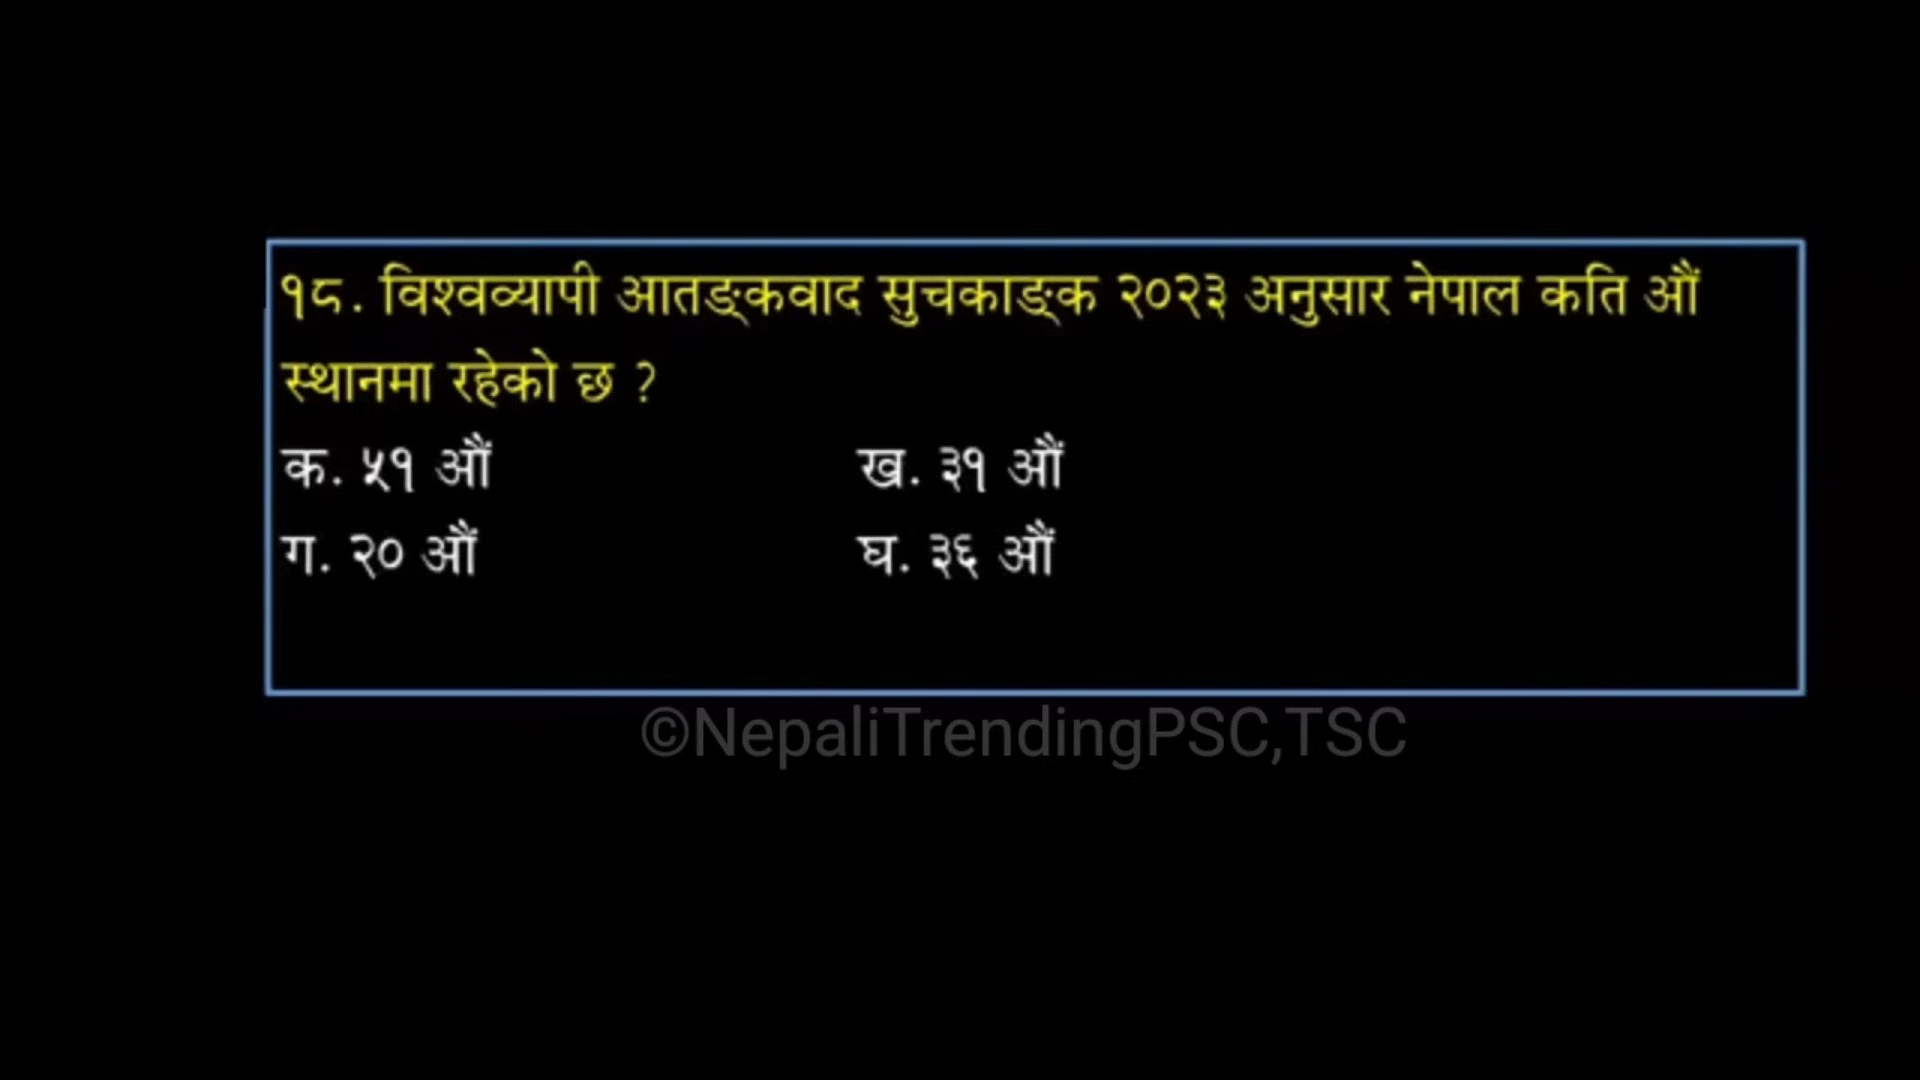 १८. विश्वव्यापी आतङ्कवाद सुचकाङ्क २०२३ अनुसार नेपाल कति औं
स्थानमा रहेको छ ?
क. ५१ औं ख. ३१ औं
ग. २० औं घ. ३६ औं
©NepaliTrendingPSC,TSC